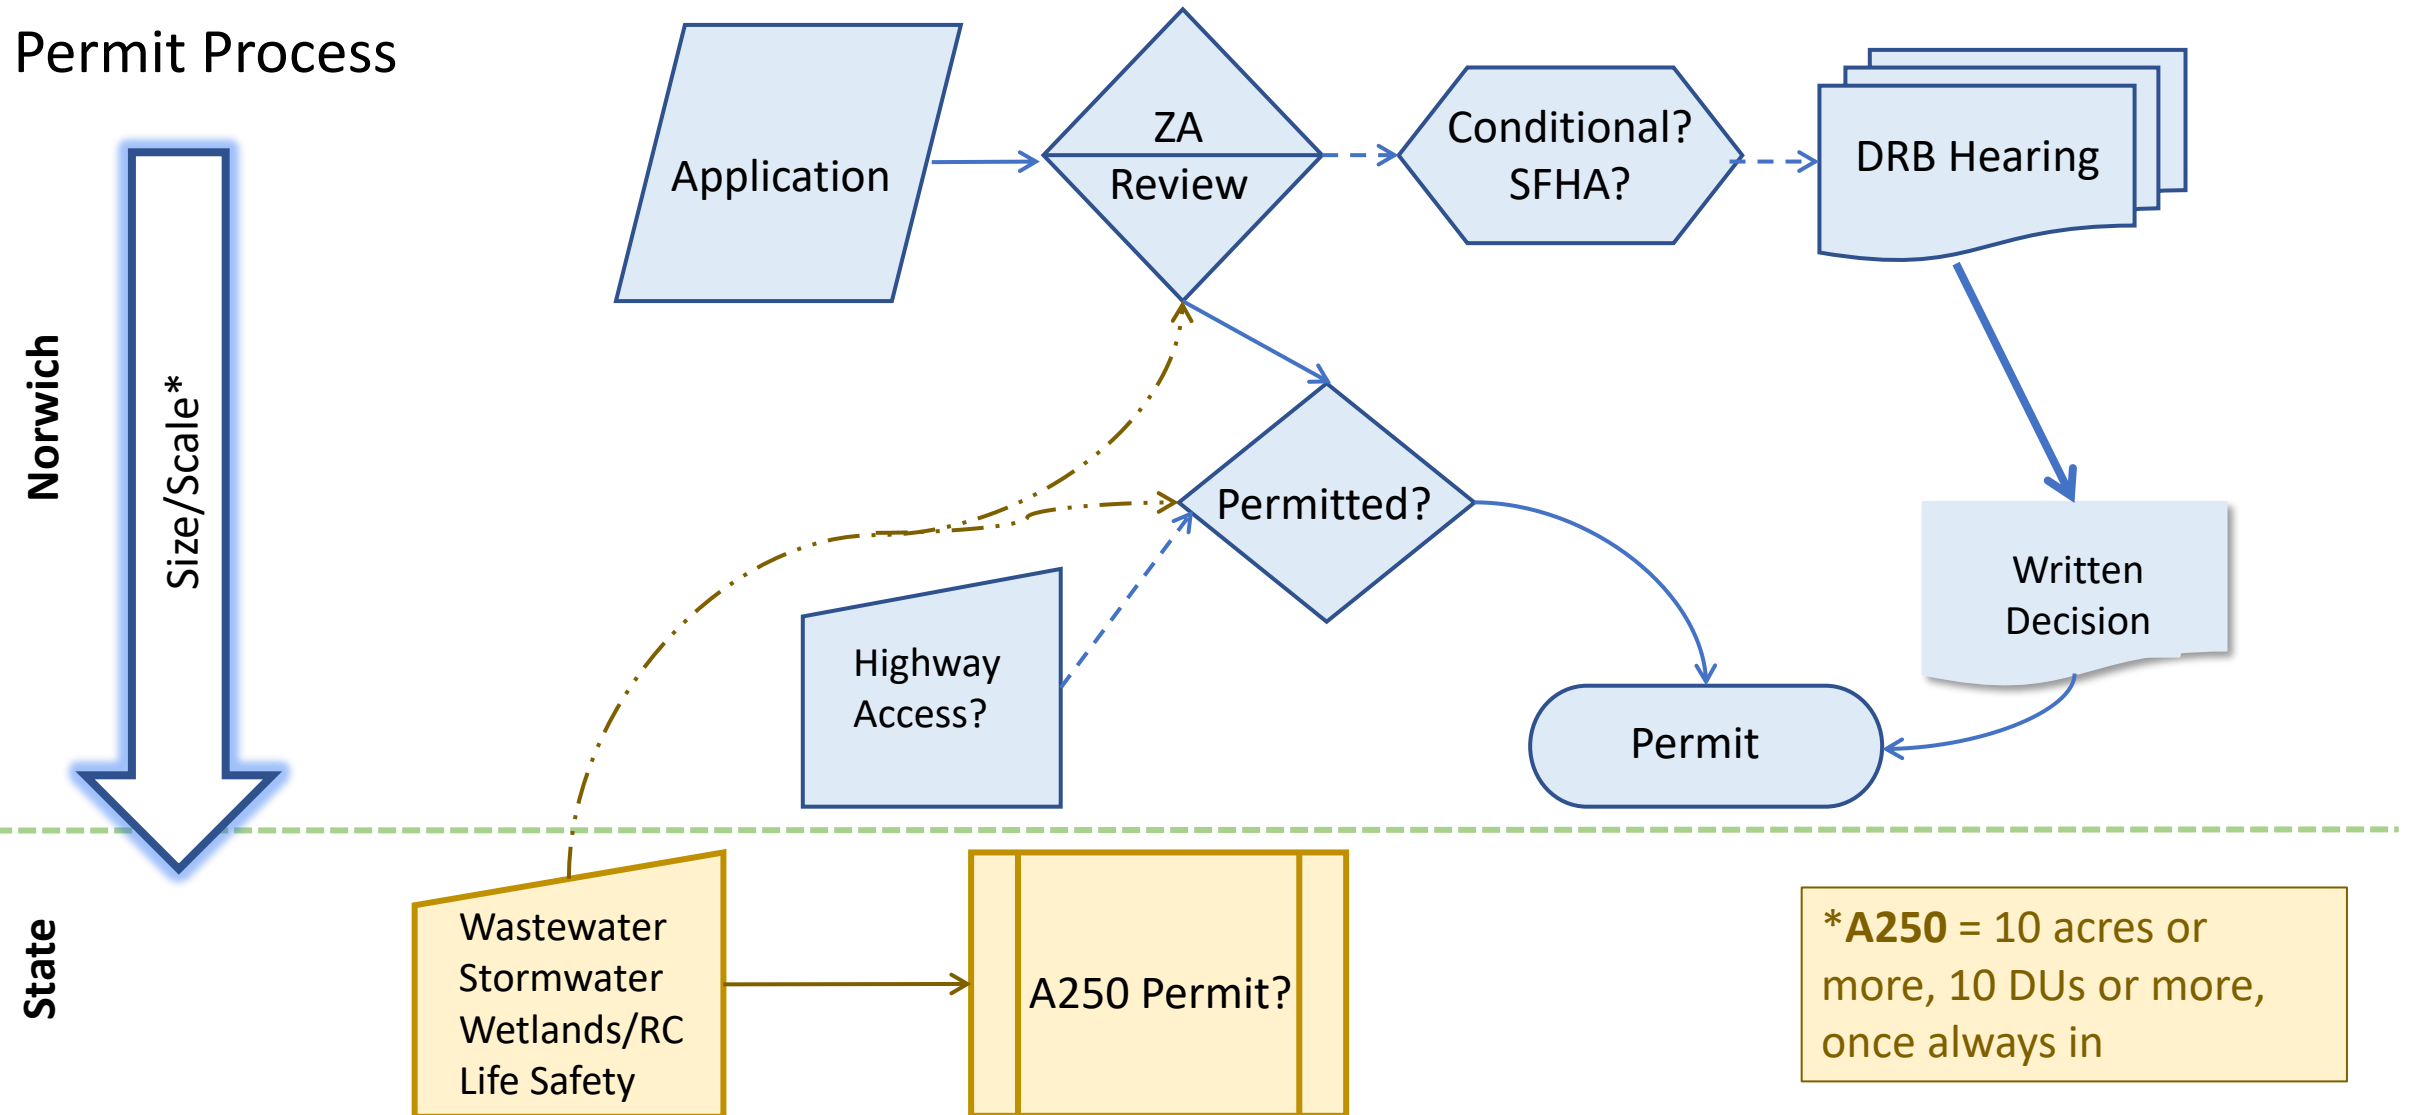 Permit Process
Application
ZA
Review
Conditional?
SFHA?
DRB Hearing
Norwich
Size/Scale*
Permitted?
Highway
Access?
Written
Decision
Permit
State
Wastewater
Stormwater
Wetlands/RC
Life Safety
A250 Permit?
*A250 = 10 acres or
more, 10 DUs or more,
once always in